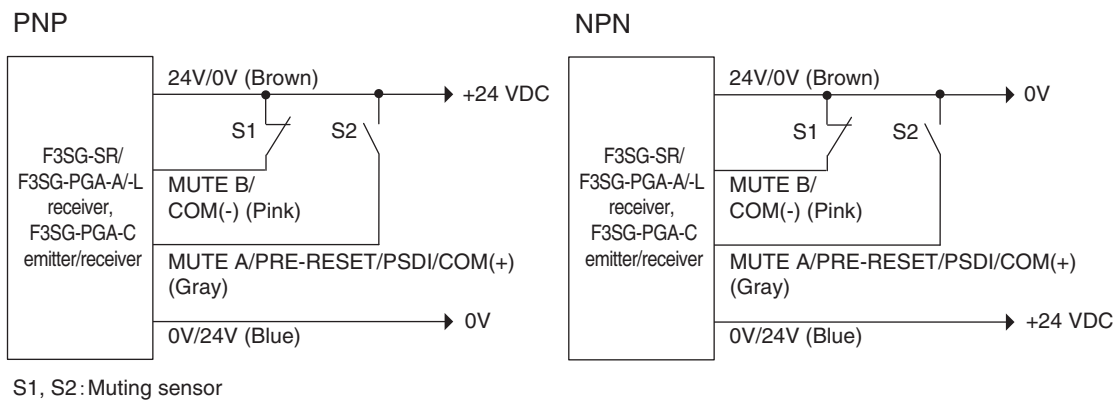 PNP
24V/0V (Brown)
+24 VDC
S1
S2
F3SG-SR/
F3SG-PGA-A/-L
receiver,
F3SG-PGA-C
emitter/receiver
MUTE B/
COM(-) (Pink)
MUTE A/PRE-RESET/PSDI/COM(+)
(Gray)
0V
0V/24V (Blue)
NPN
24V/0V (Brown)
0V
S1
S2
F3SG-SR/
F3SG-PGA-A/-L
receiver,
F3SG-PGA-C
emitter/receiver
MUTE B/
COM(-) (Pink)
MUTE A/PRE-RESET/PSDI/COM(+)
(Gray)
+24 VDC
0V/24V (Blue)
S1, S2: Muting sensor